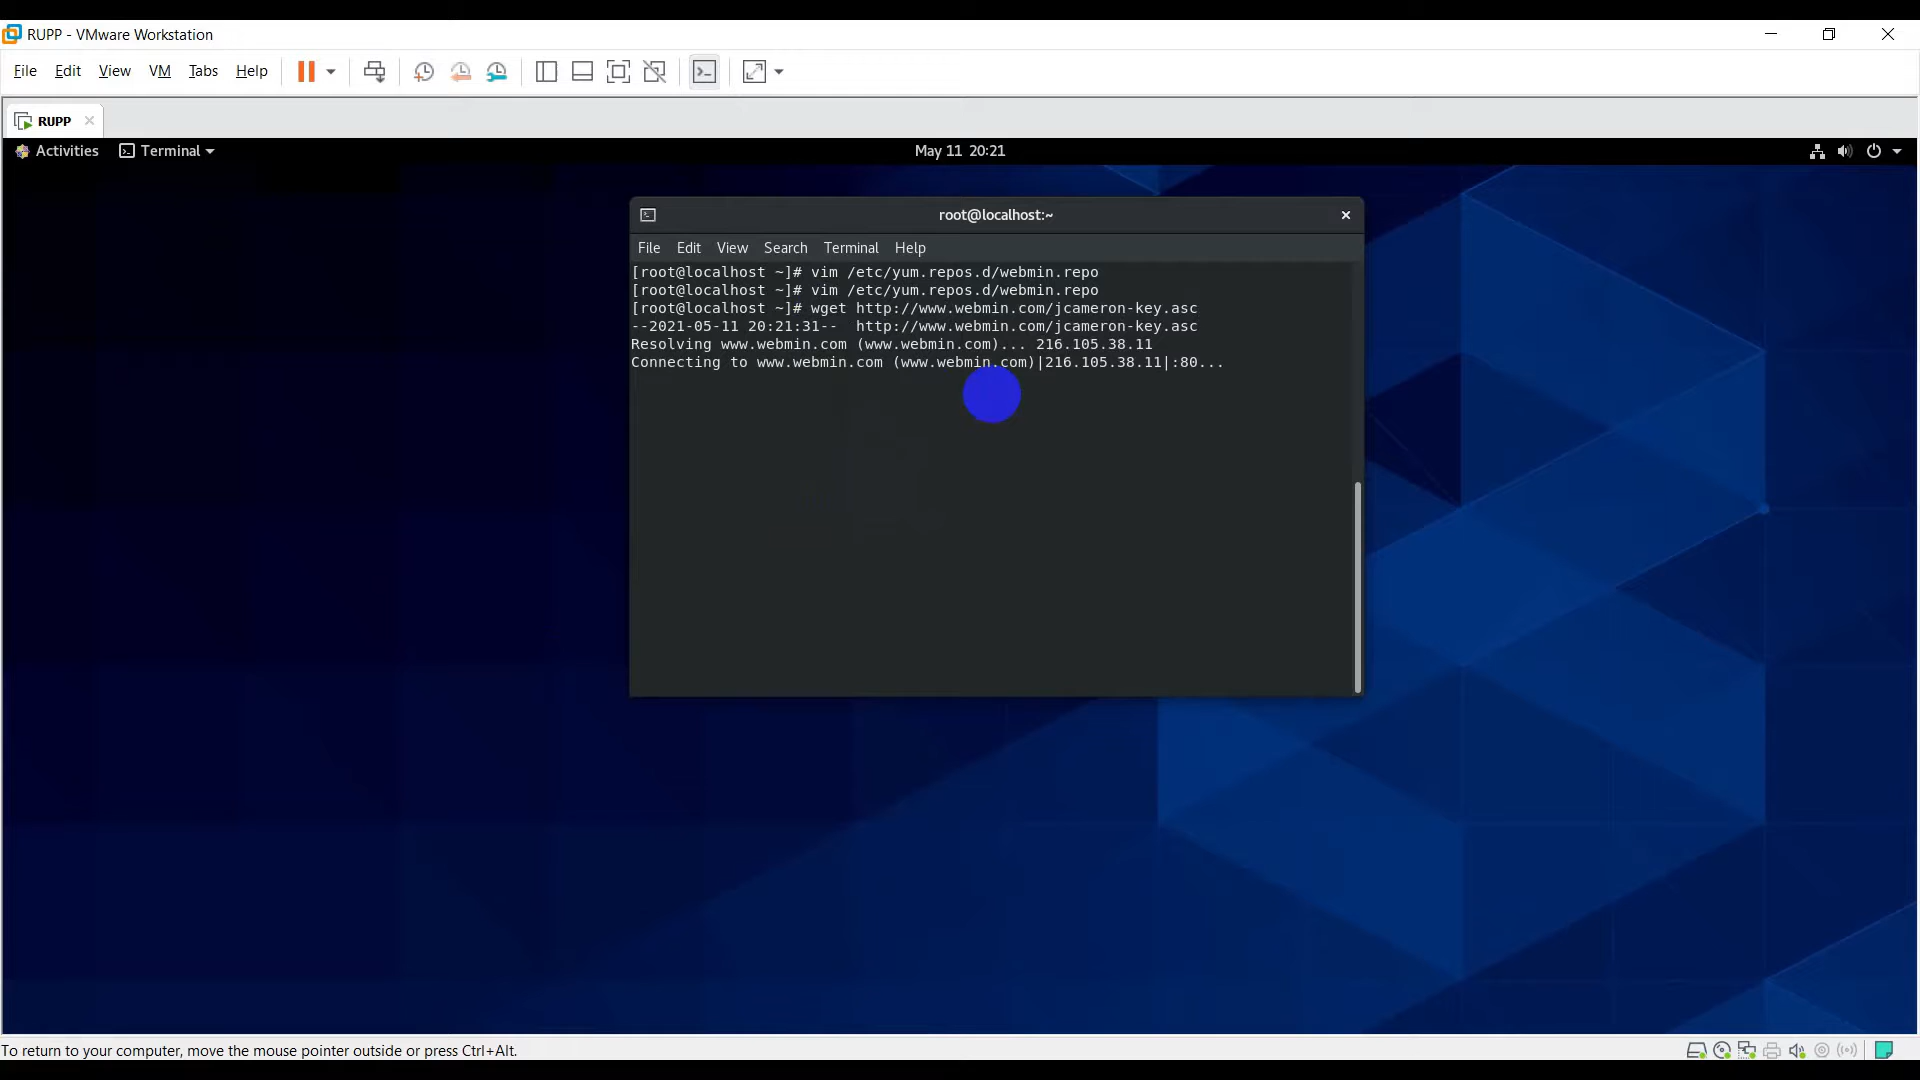 RUPP - VMware Workstation
File Edit View VM Tabs Help
RUPP
Activities Terminal May 11 20:21
root@localhost:~
File Edit View Search Terminal Help
[root@localhost ~]# vim /etc/yum.repos.d/webmin.repo
[root@localhost ~]# vim /etc/yum.repos.d/webmin.repo
[root@localhost ~]# wget http://www.webmin.com/jcameron-key.asc
--2021-05-11 20:21:31--  http://www.webmin.com/jcameron-key.asc
Resolving www.webmin.com (www.webmin.com)... 216.105.38.11
Connecting to www.webmin.com (www.webmin.com)|216.105.38.11|:80...
To return to your computer, move the mouse pointer outside or press Ctrl+Alt.